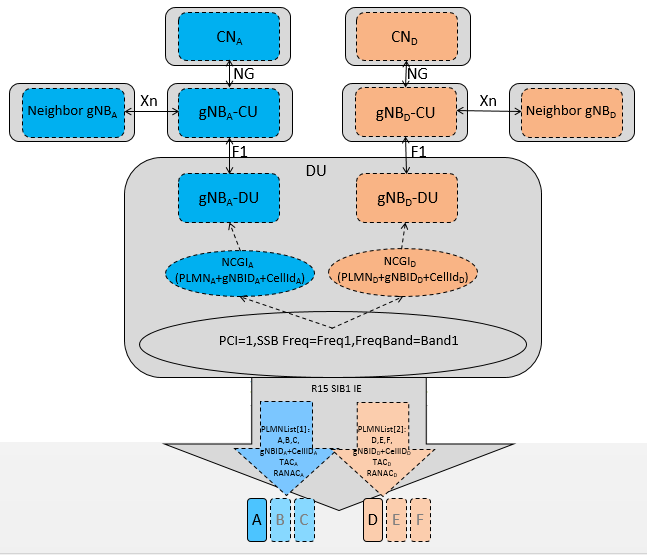 CNA
CND
NG
NG
Neighbor gNBA
Xn
gNBA-CU
gNBD-CU
Xn
Neighbor gNBD
F1
F1
DU
gNBA-DU
gNBD-DU
NCGIA
(PLMNA+gNBIDA+CellIdA)
NCGID
(PLMND+gNBIDD+CellIdD)
PCI=1,SSB Freq=Freq1,FreqBand=Band1
R15 SIB1 IE
PLMNList[1]:
A,B,C,
gNBIDA+CellIDA
TACA
RANACA
PLMNList[2]:
D,E,F,
gNBIDD+CellIDD
TACD
RANACD
A B C D E F